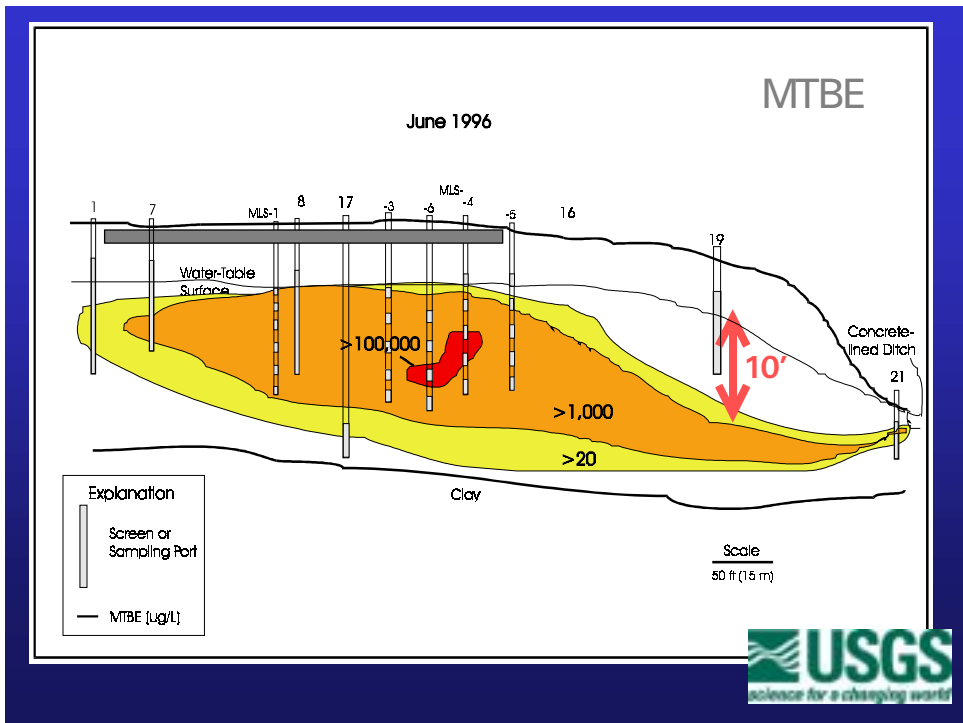 MTBE
June 1996
1
7
MLS-1
8
17
-3
-6
MLS-
-4
-5
16
19
Water-Table
Surface
>100,000
10’
Concrete-
lined Ditch
21
>1,000
>20
Clay
Explanation
Screen or
Sampling Port
MTBE (ug/L)
Scale
50 ft (15 m)
USGS
science for a changing world